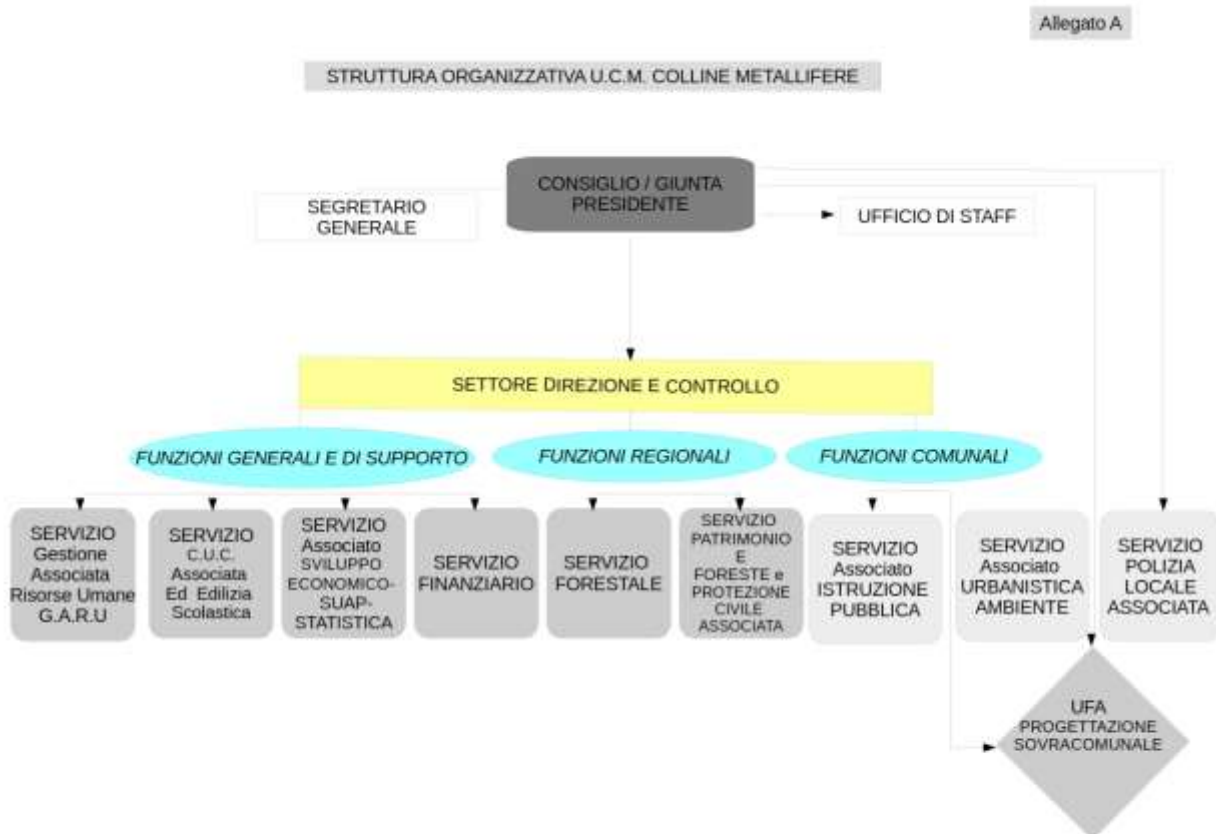 Allegato A
STRUTTURA ORGANIZZATIVA U.C.M. COLLINE METALLIFERE
CONSIGLIO / GIUNTA
PRESIDENTE
SEGRETARIO
GENERALE
UFFICIO DI STAFF
SETTORE DIREZIONE E CONTROLLO
FUNZIONI GENERALI E DI SUPPORTO
FUNZIONI REGIONALI
FUNZIONI COMUNALI
SERVIZIO
Gestione
Associata
Risorse Umane
G.A.R.U
SERVIZIO
C.U.C.
Associata
Ed Edilizia
Scolastica
SERVIZIO
Associato
SVILUPPO
ECONOMICO-
SUAP-
STATISTICA
SERVIZIO
FINANZIARIO
SERVIZIO
FORESTALE
SERVIZIO
PATRIMONIO
E
FORESTE e
PROTEZIONE
CIVILE
ASSOCIATA
SERVIZIO
Associato
ISTRUZIONE
PUBBLICA
SERVIZIO
Associato
URBANISTICA
AMBIENTE
SERVIZIO
POLIZIA
LOCALE
ASSOCIATA
UFA
PROGETTAZIONE
SOVRACOMUNALE